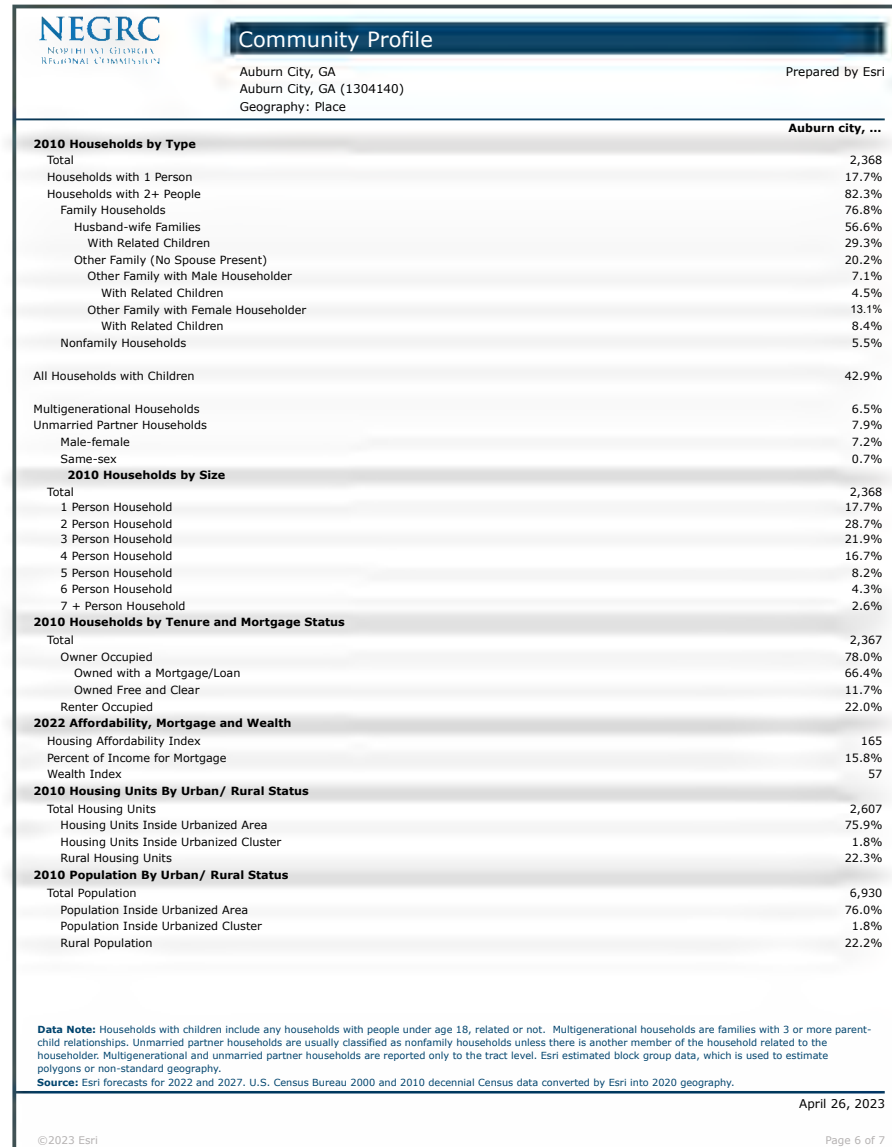 NEGRC
NORTHEAST GEORGIA
REGIONAL COMMISSION
Community Profile
Auburn City, GA Prepared by Esri
Auburn City, GA (1304140)
Geography: Place
Auburn city, ...
2010 Households by Type
Total 2,368
Households with 1 Person 17.7%
Households with 2+ People 82.3%
Family Households 76.8%
Husband-wife Families 56.6%
With Related Children 29.3%
Other Family (No Spouse Present) 20.2%
Other Family with Male Householder 7.1%
With Related Children 4.5%
Other Family with Female Householder 13.1%
With Related Children 8.4%
Nonfamily Households 5.5%
All Households with Children 42.9%
Multigenerational Households 6.5%
Unmarried Partner Households 7.9%
Male-female 7.2%
Same-sex 0.7%
2010 Households by Size
Total 2,368
1 Person Household 17.7%
2 Person Household 28.7%
3 Person Household 21.9%
4 Person Household 16.7%
5 Person Household 8.2%
6 Person Household 4.3%
7 + Person Household 2.6%
2010 Households by Tenure and Mortgage Status
Total 2,367
Owner Occupied 78.0%
Owned with a Mortgage/Loan 66.4%
Owned Free and Clear 11.7%
Renter Occupied 22.0%
2022 Affordability, Mortgage and Wealth
Housing Affordability Index 165
Percent of Income for Mortgage 15.8%
Wealth Index 57
2010 Housing Units By Urban/ Rural Status
Total Housing Units 2,607
Housing Units Inside Urbanized Area 75.9%
Housing Units Inside Urbanized Cluster 1.8%
Rural Housing Units 22.3%
2010 Population By Urban/ Rural Status
Total Population 6,930
Population Inside Urbanized Area 76.0%
Population Inside Urbanized Cluster 1.8%
Rural Population 22.2%
Data Note: Households with children include any households with people under age 18, related or not. Multigenerational households are families with 3 or more parent-
child relationships. Unmarried partner households are usually classified as nonfamily households unless there is another member of the household related to the
householder. Multigenerational and unmarried partner households are reported only to the tract level. Esri estimated block group data, which is used to estimate
polygons or non-standard geography.
Source: Esri forecasts for 2022 and 2027. U.S. Census Bureau 2000 and 2010 decennial Census data converted by Esri into 2020 geography.
April 26, 2023
©2023 Esri Page 6 of 7